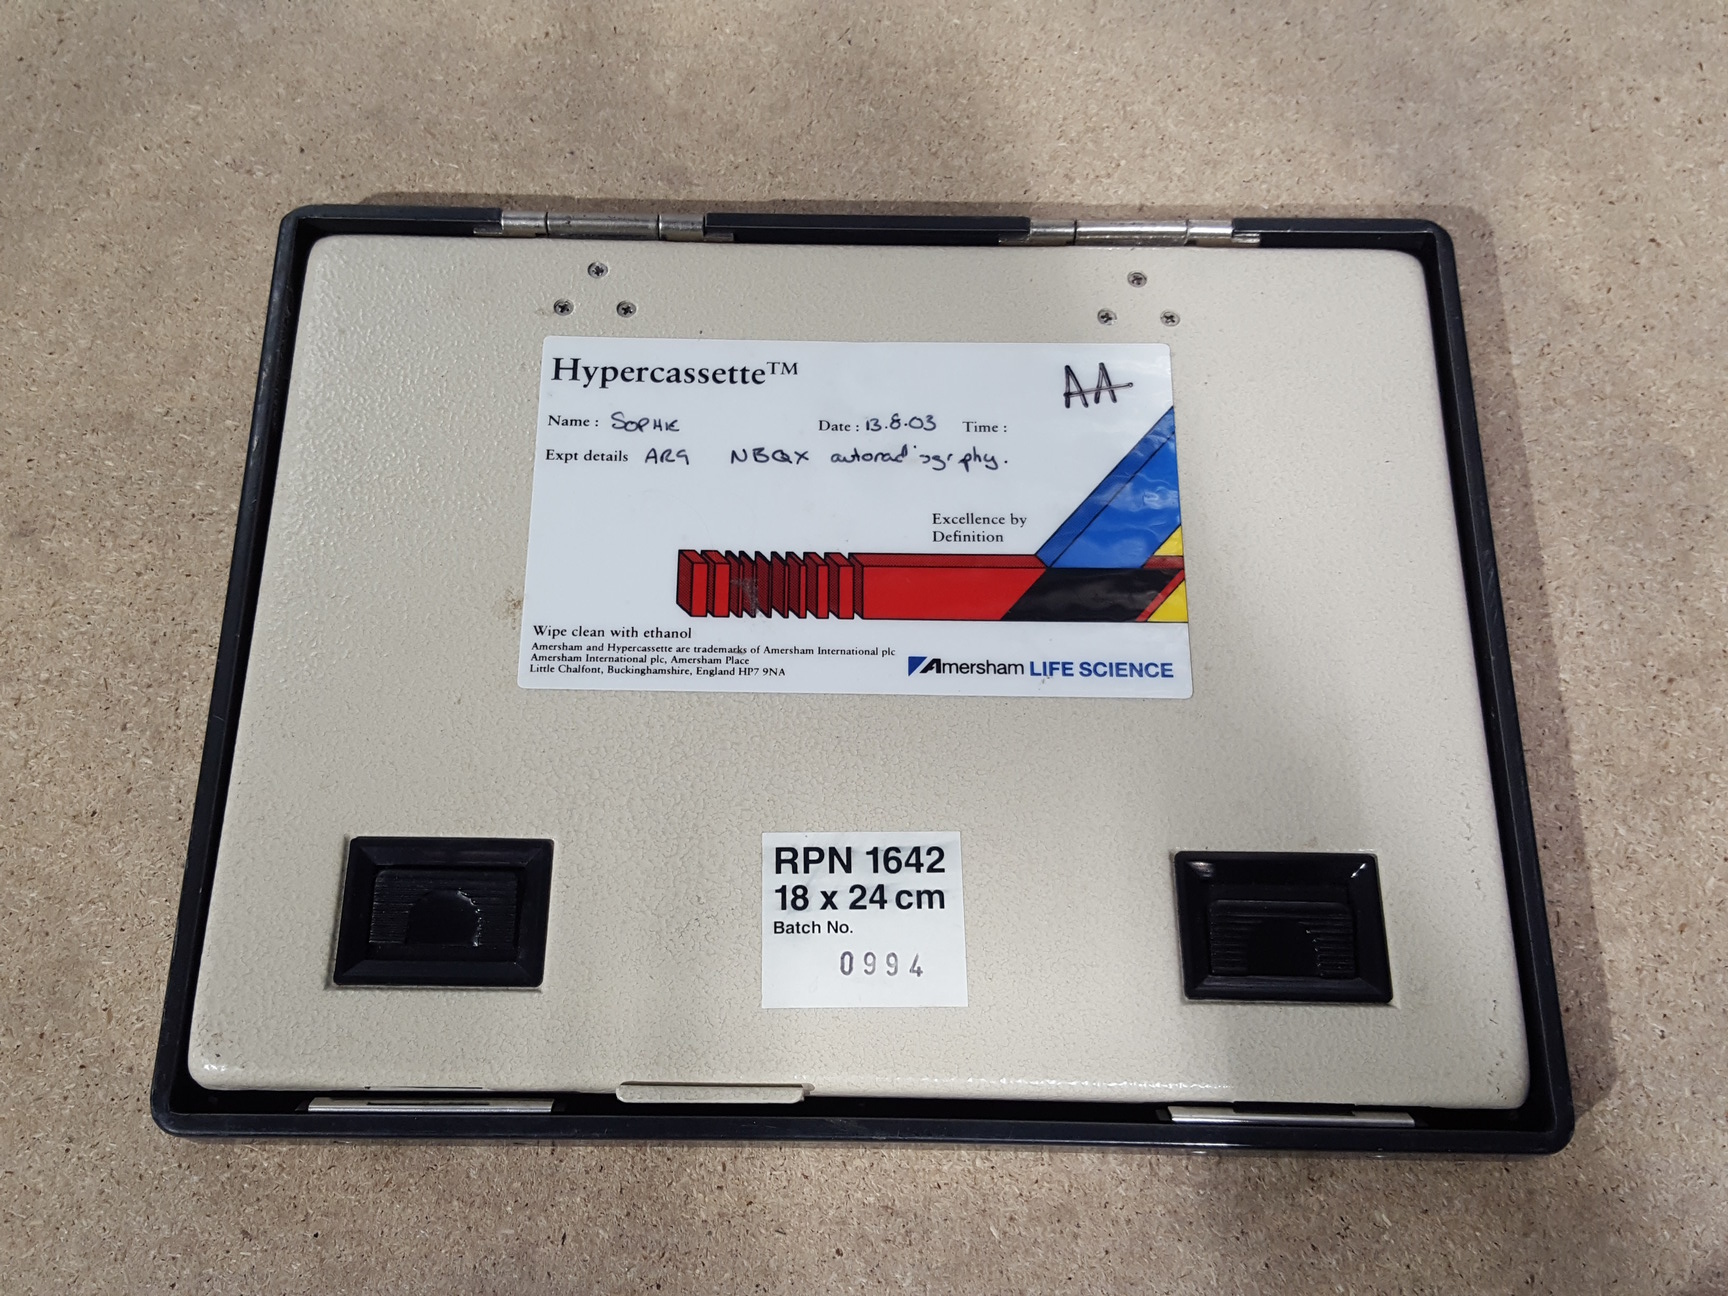 Hypercassette™
AA
Name : SOPHIE
Date : 13.8.03 Time :
Expt details ARG NBQX autoradiography.
Excellence by
Definition
Wipe clean with ethanol
Amersham and Hypercassette are trademarks of Amersham International plc
Amersham International plc, Amersham Place
Little Chalfont, Buckinghamshire, England HP7 9NA
Amersham LIFE SCIENCE
RPN 1642
18 x 24 cm
Batch No.
0994